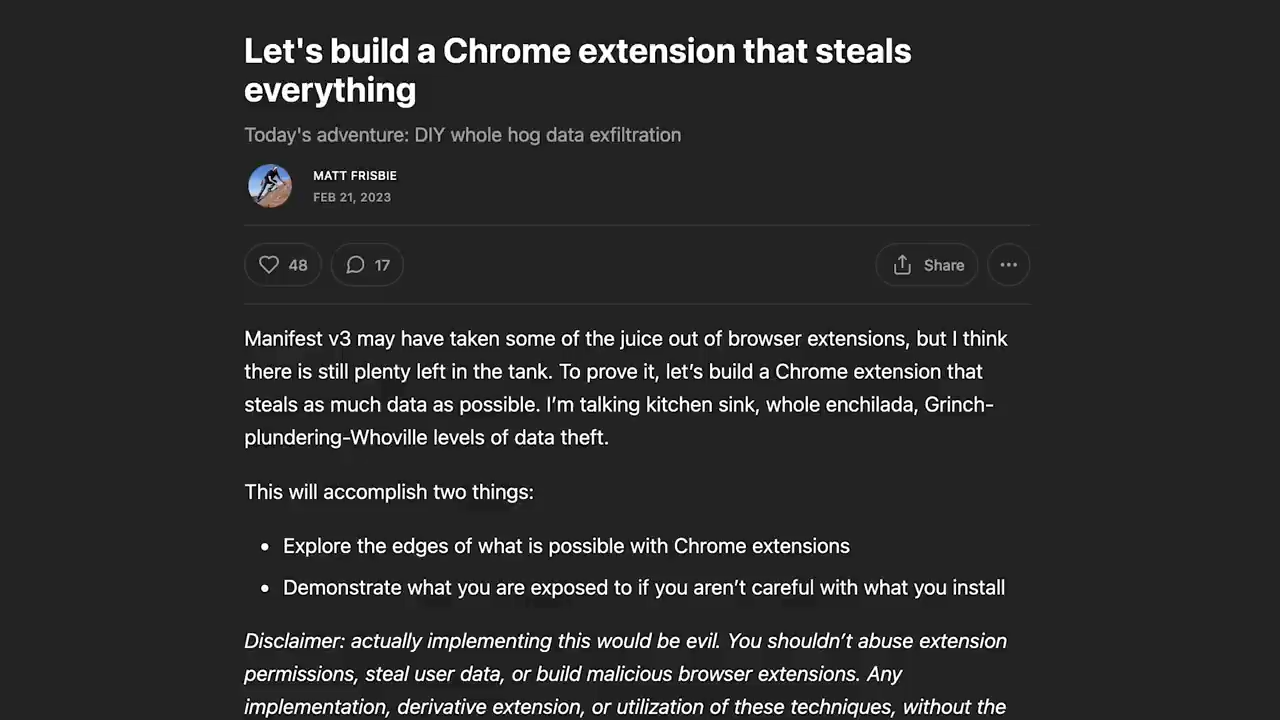 Let's build a Chrome extension that steals
everything
Today's adventure: DIY whole hog data exfiltration
MATT FRISBIE
FEB 21, 2023
48
17
Share
Manifest v3 may have taken some of the juice out of browser extensions, but I think
there is still plenty left in the tank. To prove it, let’s build a Chrome extension that
steals as much data as possible. I’m talking kitchen sink, whole enchilada, Grinch-
plundering-Whoville levels of data theft.
This will accomplish two things:
• Explore the edges of what is possible with Chrome extensions
• Demonstrate what you are exposed to if you aren’t careful with what you install
Disclaimer: actually implementing this would be evil. You shouldn’t abuse extension
permissions, steal user data, or build malicious browser extensions. Any
implementation, derivative extension, or utilization of these techniques, without the